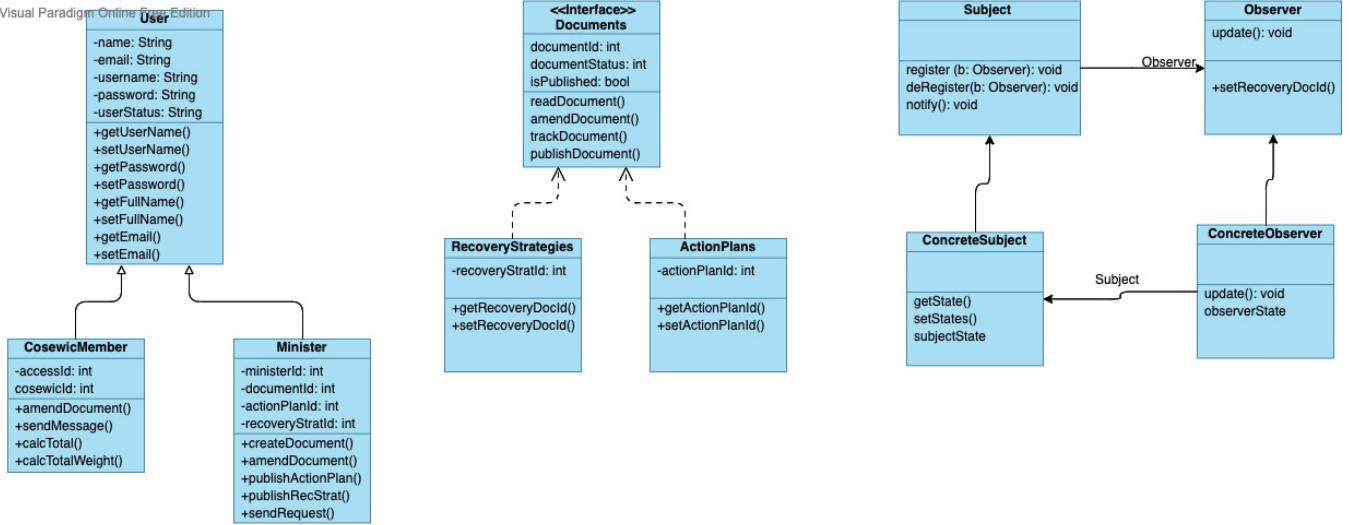 Visual Paradigm Online Free Edition
User
-name: String
-email: String
-username: String
-password: String
-userStatus: String
+getUserName()
+setUserName()
+getPassword()
+setPassword()
+getFullName()
+setFullName()
+getEmail()
+setEmail()
CosewicMember
-accessId: int
cosewicId: int
+amendDocument()
+sendMessage()
+calcTotal()
+calcTotalWeight()
Minister
-ministerId: int
-documentId: int
-actionPlanId: int
-recoveryStratId: int
+createDocument()
+amendDocument()
+publishActionPlan()
+publishRecStrat()
+sendRequest()
<<Interface>>
Documents
documentId: int
documentStatus: int
isPublished: bool
readDocument()
amendDocument()
trackDocument()
publishDocument()
RecoveryStrategies
-recoveryStratId: int
+getRecoveryDocId()
+setRecoveryDocId()
ActionPlans
-actionPlanId: int
+getActionPlanId()
+setActionPlanId()
Subject
register (b: Observer): void
deRegister(b: Observer): void
notify(): void
Observer
Observer
update(): void
+setRecoveryDocId()
ConcreteSubject
getState()
setStates()
subjectState
Subject
ConcreteObserver
update(): void
observerState